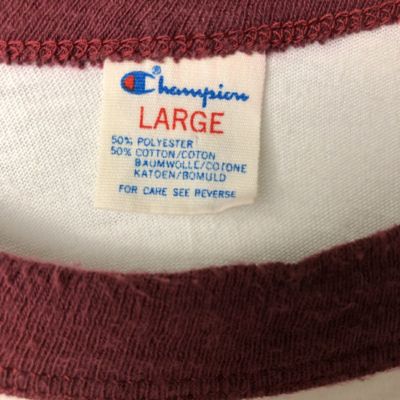 Champion®
LARGE
50% POLYESTER
50% COTTON/COTON
BAUMWOLLE/COTONE
KATOEN/BOMULD
FOR CARE SEE REVERSE